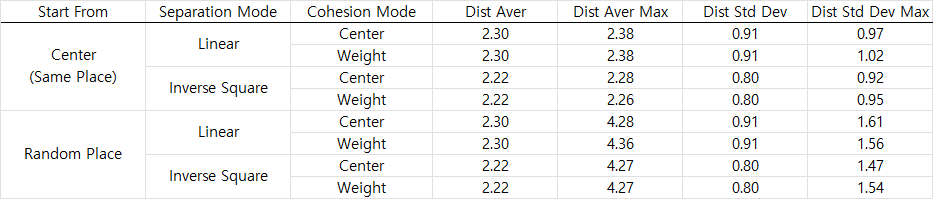 Start From Separation Mode Cohesion Mode Dist Aver Dist Aver Max Dist Std Dev Dist Std Dev Max
Center
(Same Place)
Linear
Center 2.30 2.38 0.91 0.97
Weight 2.30 2.38 0.91 1.02
Inverse Square
Center 2.22 2.28 0.80 0.92
Weight 2.22 2.26 0.80 0.95
Random Place
Linear
Center 2.30 4.28 0.91 1.61
Weight 2.30 4.36 0.91 1.56
Inverse Square
Center 2.22 4.27 0.80 1.47
Weight 2.22 4.27 0.80 1.54